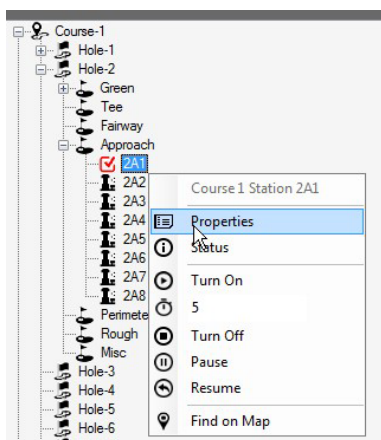 Course-1
Hole-1
Hole-2
Green
Tee
Fairway
Approach
2A1
2A2
2A3
2A4
2A5
2A6
2A7
2A8
Perimete
Rough
Misc
Hole-3
Hole-4
Hole-5
Hole-6
Course 1 Station 2A1
Properties
Status
Turn On
5
Turn Off
Pause
Resume
Find on Map